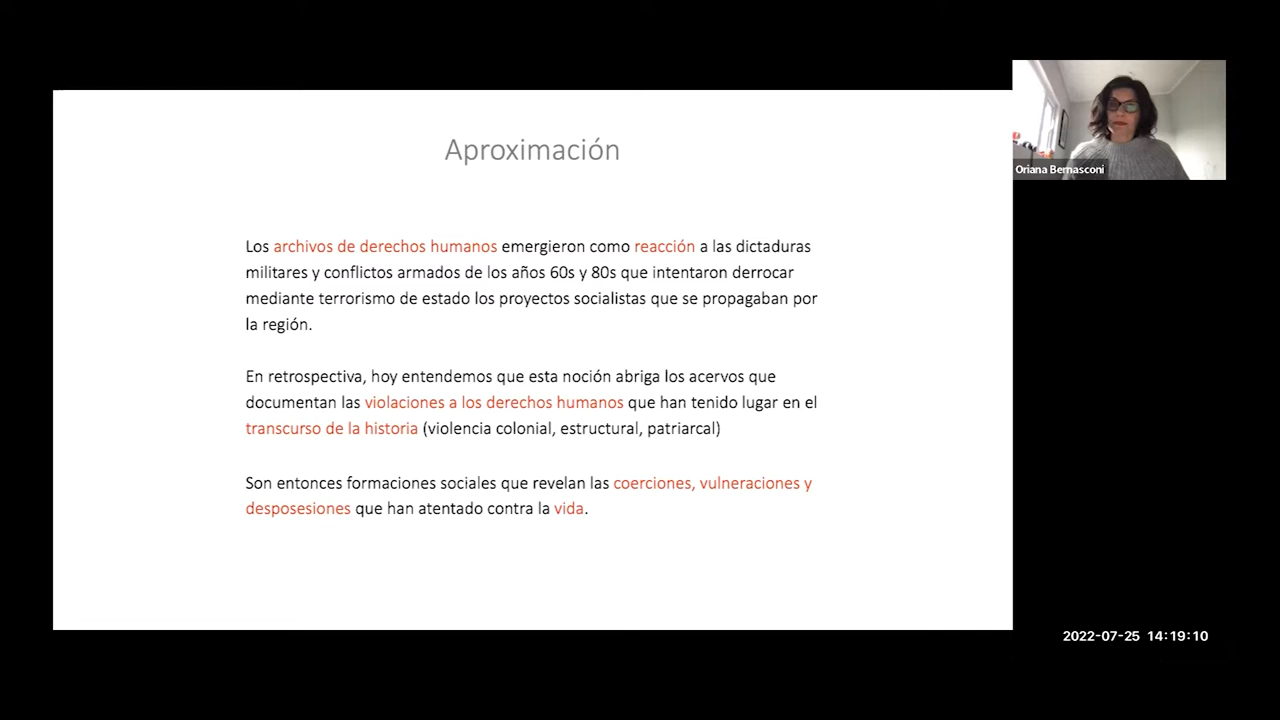 Aproximación
Los archivos de derechos humanos emergieron como reacción a las dictaduras
militares y conflictos armados de los años 60s y 80s que intentaron derrocar
mediante terrorismo de estado los proyectos socialistas que se propagaban por
la región.
En retrospectiva, hoy entendemos que esta noción abriga los acervos que
documentan las violaciones a los derechos humanos que han tenido lugar en el
transcurso de la historia (violencia colonial, estructural, patriarcal)
Son entonces formaciones sociales que revelan las coerciones, vulneraciones y
desposesiones que han atentado contra la vida.
Oriana Bernasconi
2022-07-25 14:19:10